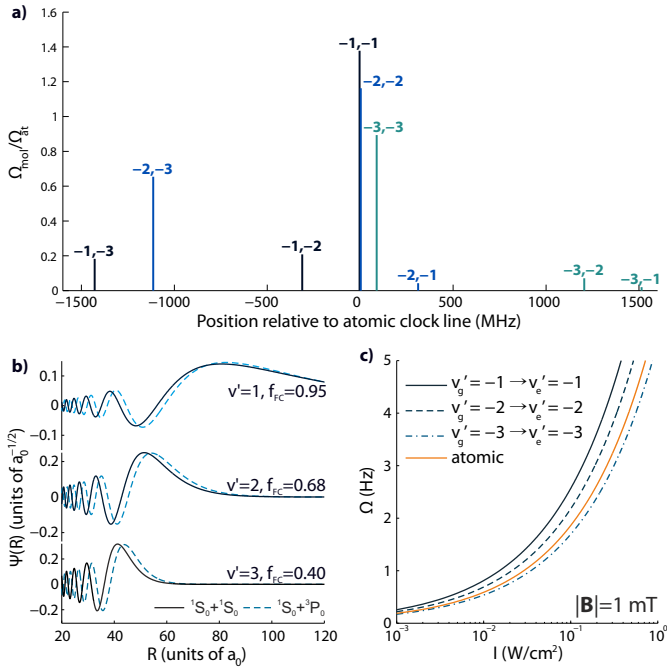 a)
1.6
1.4
1.2
1
0.8
0.6
0.4
0.2
0
Ω_mol/Ω_at
−1,−1
−2,−2
−3,−3
−2,−3
−1,−3
−1,−2
−2,−1
−3,−2
−3,−1
−1500 −1000 −500 0 500 1000 1500
Position relative to atomic clock line (MHz)
b)
0.1
0
−0.1
0.2
0
0.2
0
−0.2
Ψ(R) (units of a₀⁻¹ᐟ²)
v'=1, f_FC=0.95
v'=2, f_FC=0.68
v'=3, f_FC=0.40
¹S₀+¹S₀ ¹S₀+³P₀
20 40 60 80 100 120
R (units of a₀)
c)
5
4
3
2
1
0
Ω (Hz)
v_g'=−1→v_e'=−1
v_g'=−2→v_e'=−2
v_g'=−3→v_e'=−3
atomic
|B|=1 mT
10⁻³ 10⁻² 10⁻¹ 10⁰
I (W/cm²)